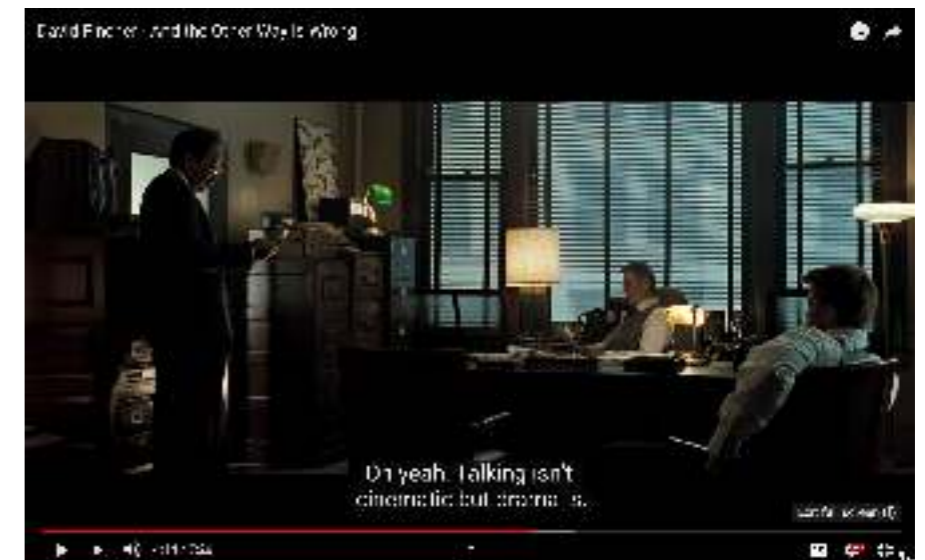 David Fincher - And the Other Way is Wrong
Oh yeah. Talking isn't
cinematic but drama is.